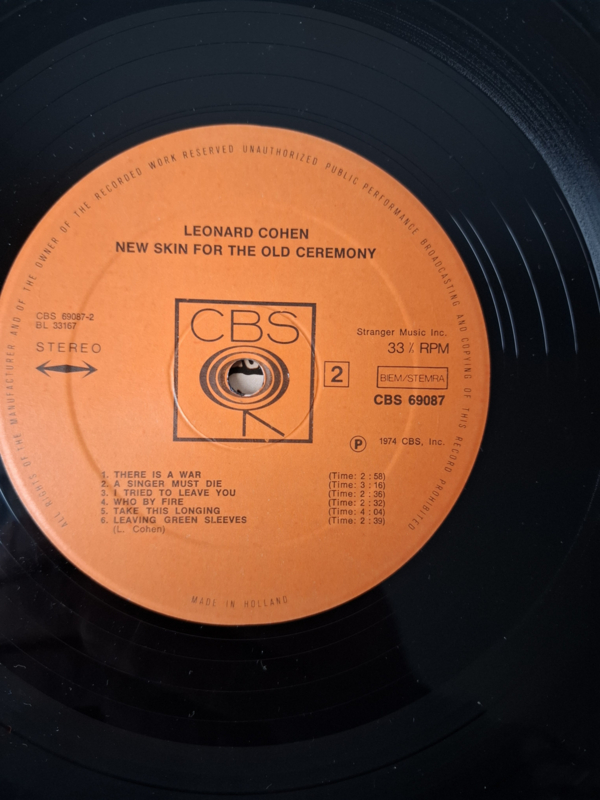 ALL RIGHTS OF THE MANUFACTURER AND OF THE OWNER OF THE RECORDED WORK RESERVED UNAUTHORIZED PUBLIC PERFORMANCE BROADCASTING AND COPYING OF THIS RECORD PROHIBITED
LEONARD COHEN
NEW SKIN FOR THE OLD CEREMONY
CBS 69087-2
BL 33167
STEREO
CBS
Stranger Music Inc.
33⅓ RPM
2
BIEM/STEMRA
CBS 69087
Ⓟ 1974 CBS, Inc.
1. THERE IS A WAR (Time: 2 : 58)
2. A SINGER MUST DIE (Time: 3 : 16)
3. I TRIED TO LEAVE YOU (Time: 2 : 36)
4. WHO BY FIRE (Time: 2 : 32)
5. TAKE THIS LONGING (Time: 4 : 04)
6. LEAVING GREEN SLEEVES (Time: 2 : 39)
(L. Cohen)
MADE IN HOLLAND